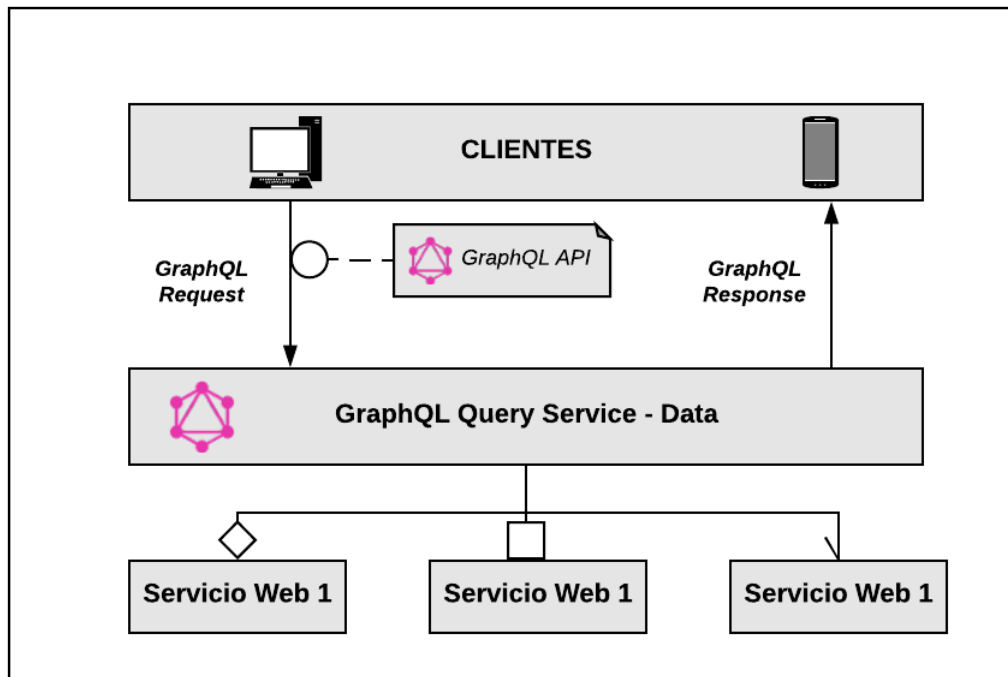 CLIENTES
GraphQL
Request
GraphQL API
GraphQL
Response
GraphQL Query Service - Data
Servicio Web 1
Servicio Web 1
Servicio Web 1